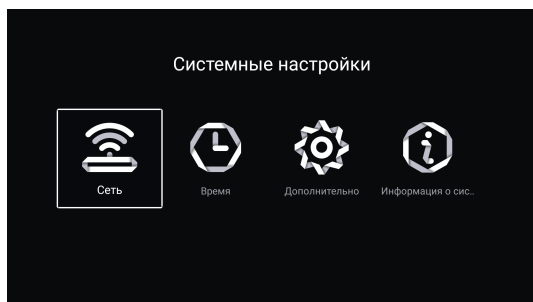 Системные настройки
Сеть
Время
Дополнительно
Информация о сис..